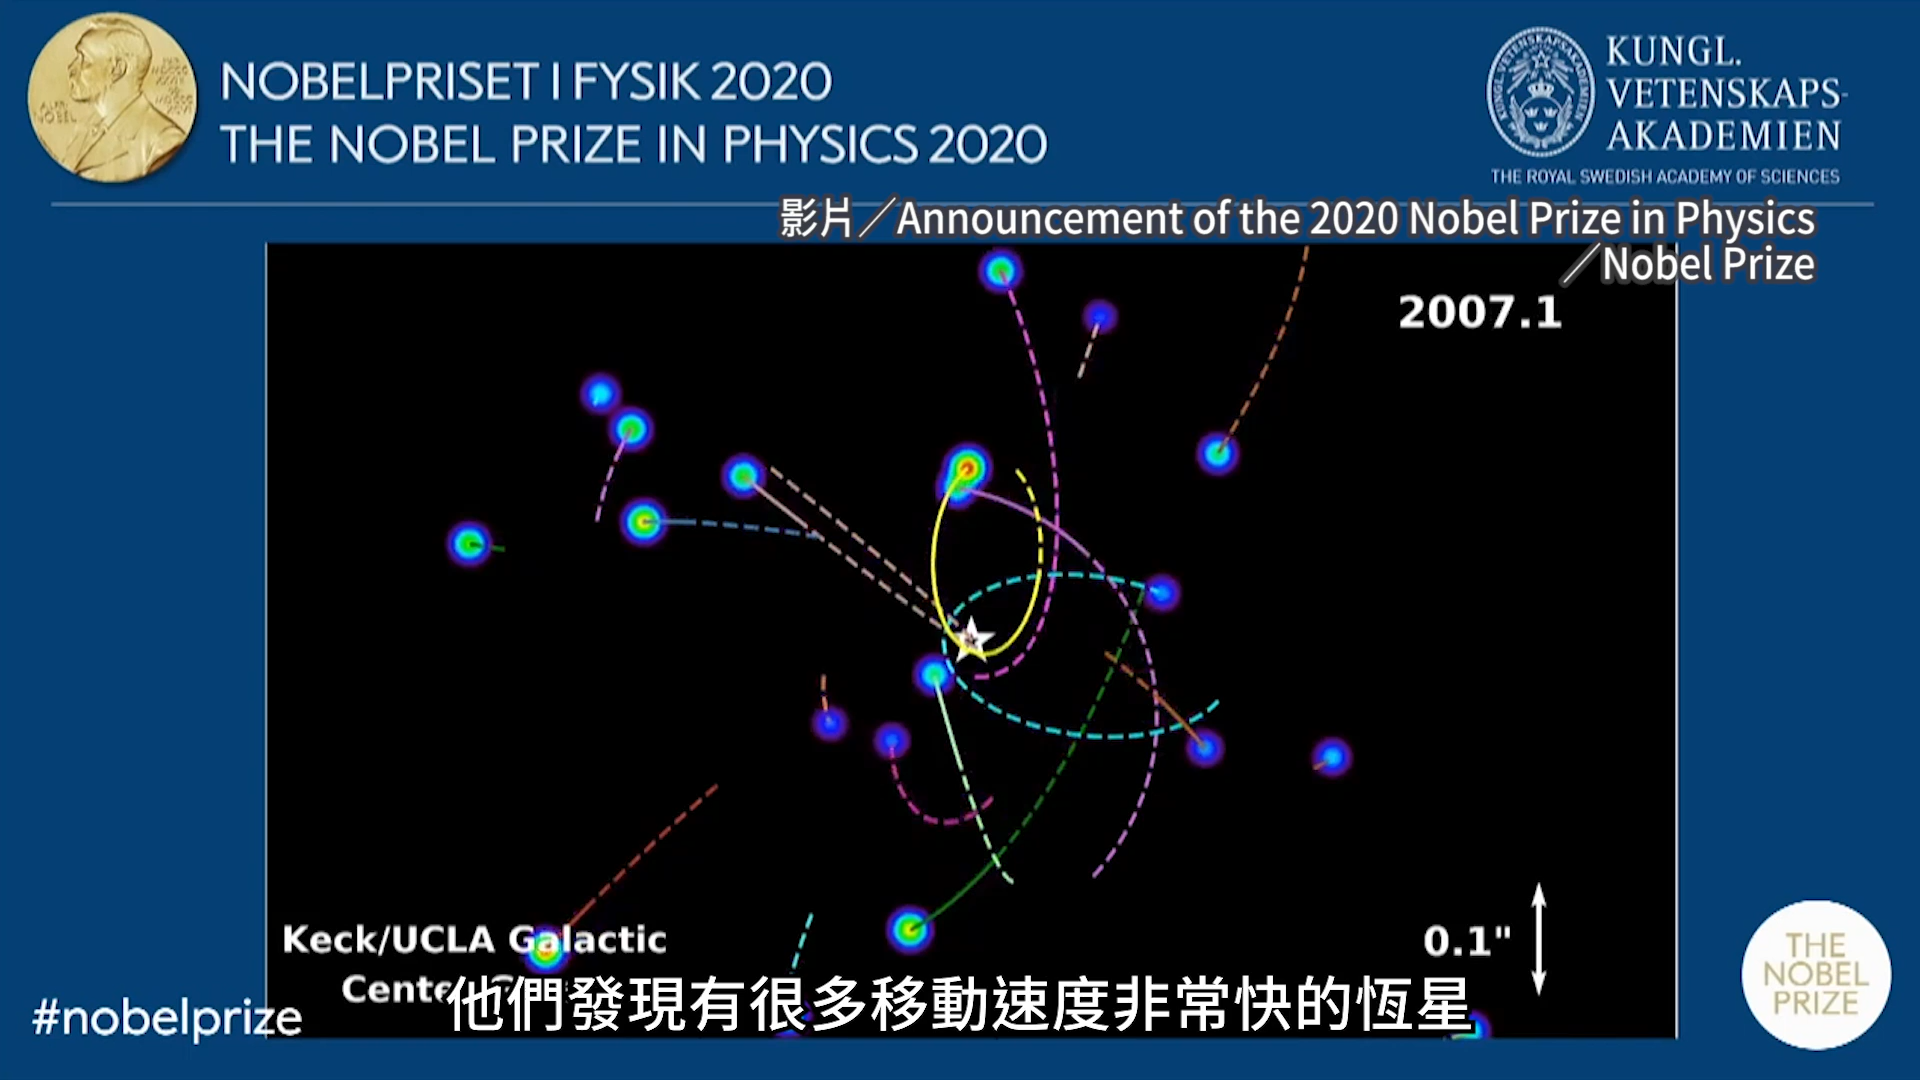 NOBELPRISET I FYSIK 2020
THE NOBEL PRIZE IN PHYSICS 2020
KUNGL.
VETENSKAPS-
AKADEMIEN
THE ROYAL SWEDISH ACADEMY OF SCIENCES
影片／Announcement of the 2020 Nobel Prize in Physics
／Nobel Prize
2007.1
Keck/UCLA Galactic
0.1"
他們發現有很多移動速度非常快的恆星
#nobelprize
THE
NOBEL
PRIZE